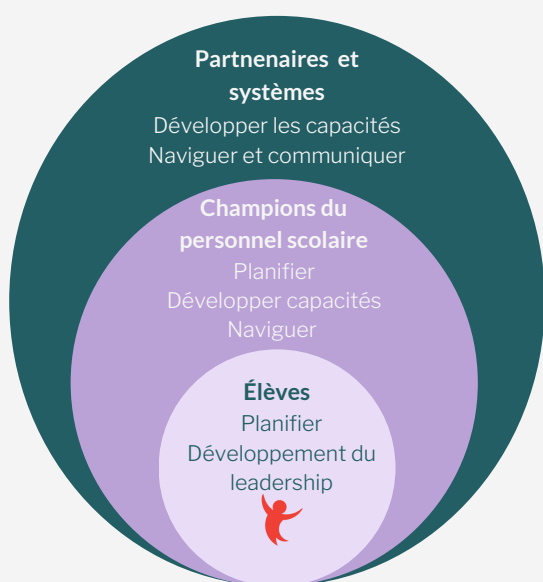 Partnenaires et
systèmes
Développer les capacités
Naviguer et communiquer
Champions du
personnel scolaire
Planifier
Développer capacités
Naviguer
Élèves
Planifier
Développement du
leadership